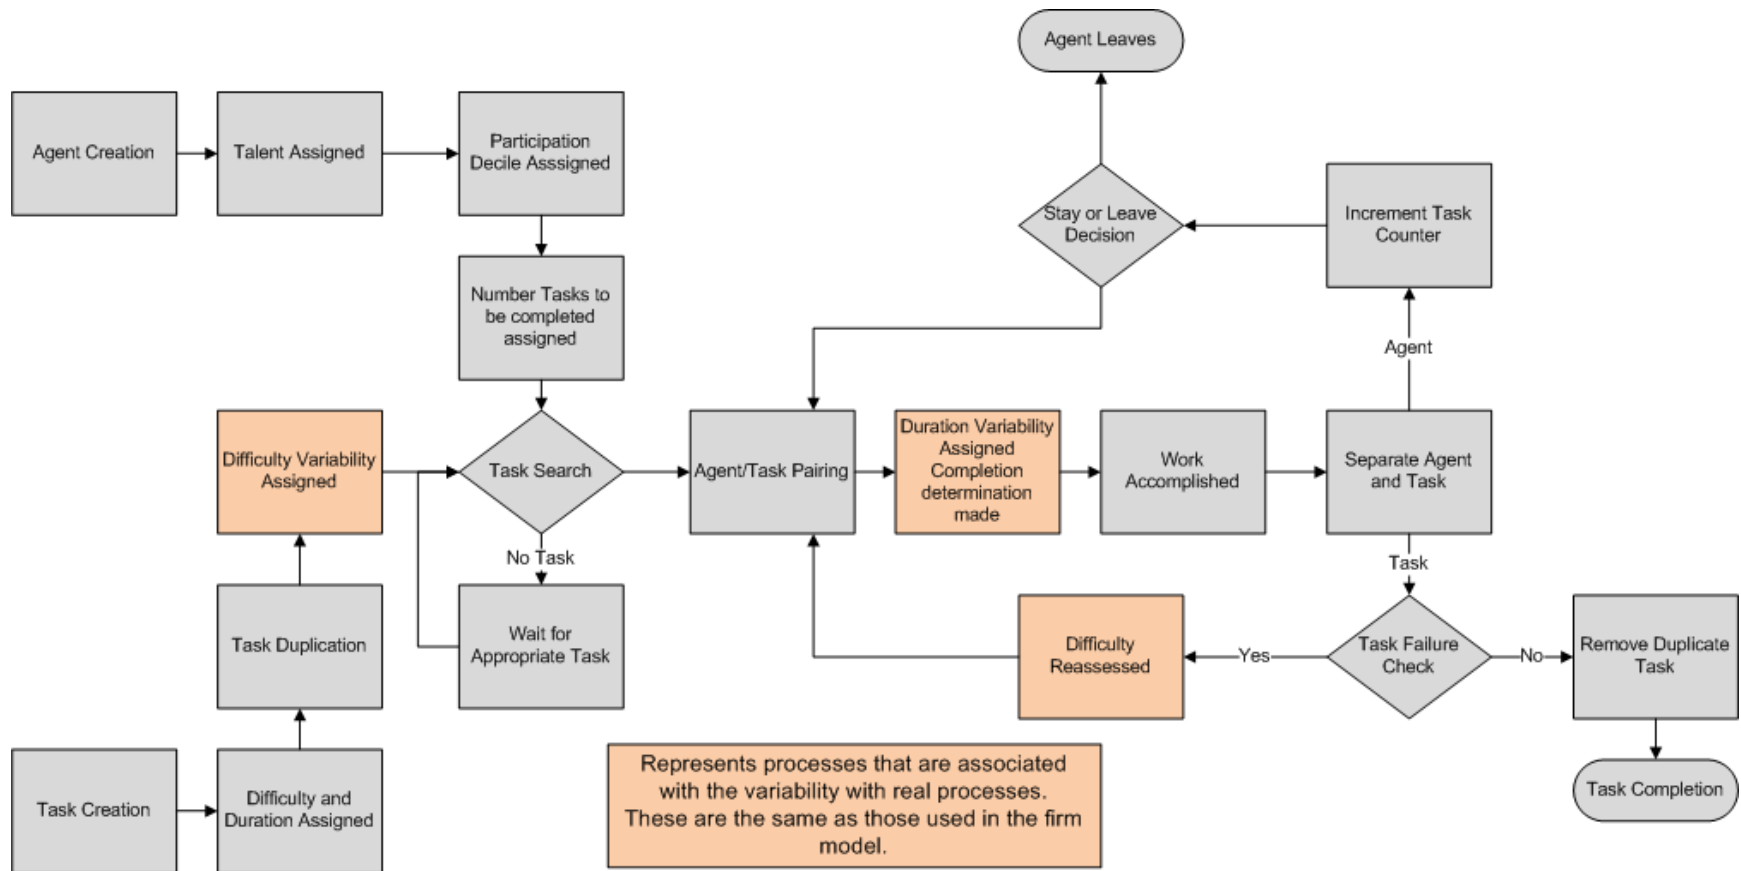 Agent Leaves
Agent Creation
Talent Assigned
Participation
Decile Asssigned
Stay or Leave
Decision
Increment Task
Counter
Number Tasks to
be completed
assigned
Agent
Difficulty Variability
Assigned
Task Search
Agent/Task Pairing
Duration Variability
Assigned
Completion
determination
made
Work
Accomplished
Separate Agent
and Task
No Task
Task
Task Duplication
Wait for
Appropriate Task
Difficulty
Reassessed
Yes
Task Failure
Check
No
Remove Duplicate
Task
Task Creation
Difficulty and
Duration Assigned
Represents processes that are associated
with the variability with real processes.
These are the same as those used in the firm
model.
Task Completion